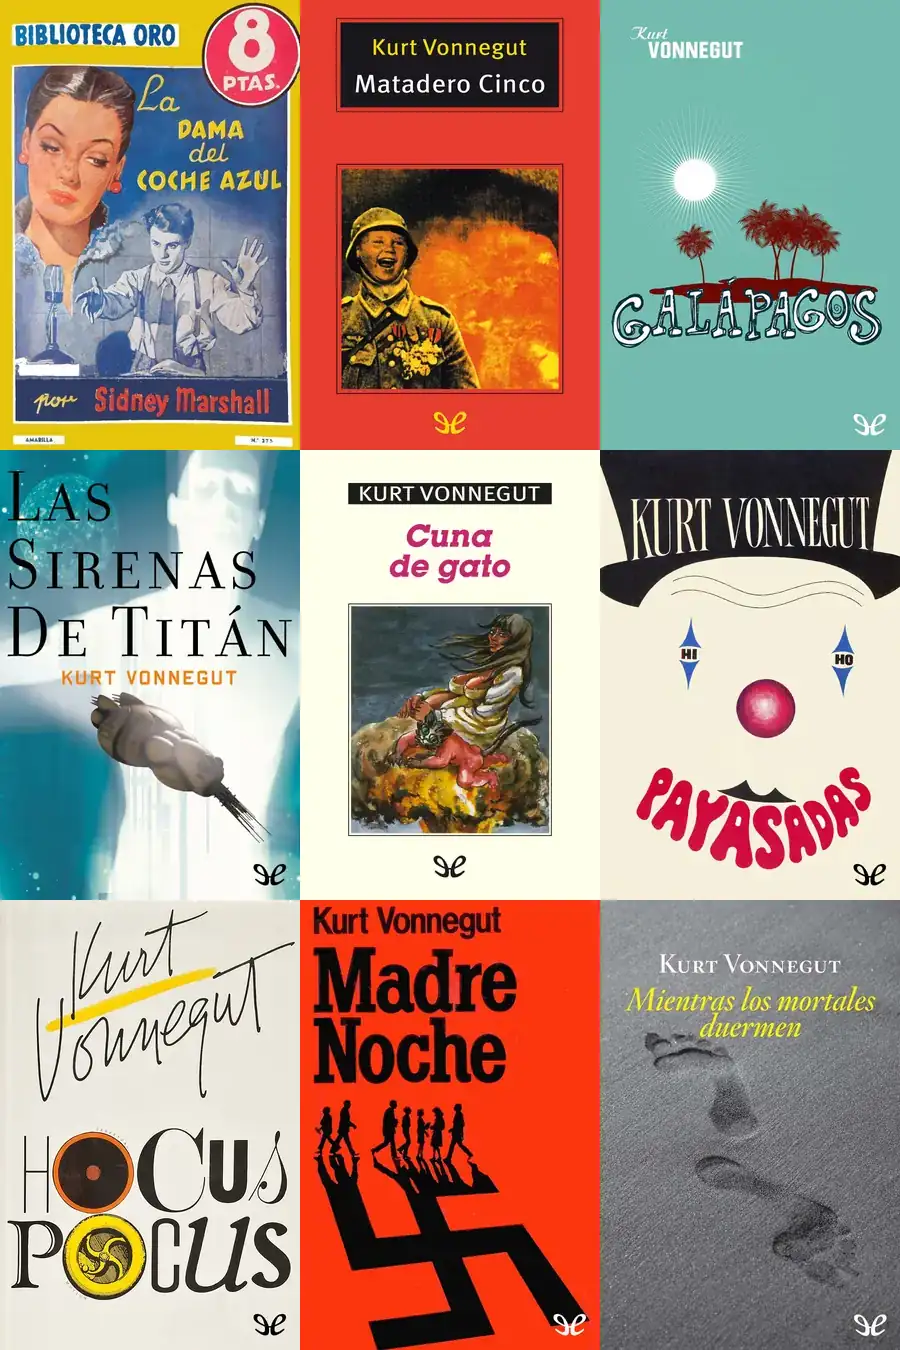 BIBLIOTECA ORO
8
PTAS.
La
DAMA
del
COCHE AZUL
por Sidney Marshall
AMARILLA
N.º 275
Kurt Vonnegut
Matadero Cinco
Kurt
VONNEGUT
GALÁPAGOS
LAS
SIRENAS
DE TITÁN
KURT VONNEGUT
KURT VONNEGUT
Cuna
de gato
KURT VONNEGUT
HI
HO
PAYASADAS
Kurt
Vonnegut
HOCUS
POCUS
Kurt Vonnegut
Madre
Noche
KURT VONNEGUT
Mientras los mortales
duermen